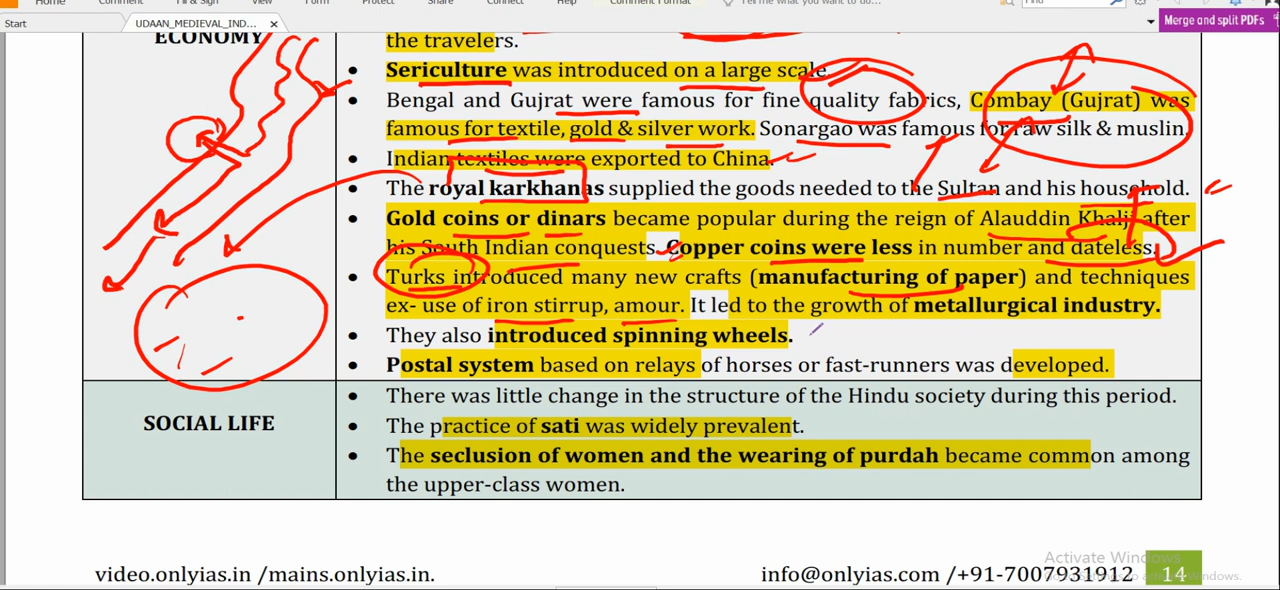 Home Comment Fill & Sign View Form Protect Share Connect Help Comment Format Tell me what you want to do... Find
Start UDAAN_MEDIEVAL_IND... Merge and split PDFs
ECONOMY
the travelers.
• Sericulture was introduced on a large scale.
• Bengal and Gujrat were famous for fine quality fabrics, Combay (Gujrat) was
famous for textile, gold & silver work. Sonargao was famous for raw silk & muslin.
• Indian textiles were exported to China.
• The royal karkhanas supplied the goods needed to the Sultan and his household.
• Gold coins or dinars became popular during the reign of Alauddin Khalji after
his South Indian conquests. Copper coins were less in number and dateless.
• Turks introduced many new crafts (manufacturing of paper) and techniques
ex- use of iron stirrup, amour. It led to the growth of metallurgical industry.
• They also introduced spinning wheels.
• Postal system based on relays of horses or fast-runners was developed.
SOCIAL LIFE
• There was little change in the structure of the Hindu society during this period.
• The practice of sati was widely prevalent.
• The seclusion of women and the wearing of purdah became common among
the upper-class women.
Activate Windows
video.onlyias.in /mains.onlyias.in. info@onlyias.com /+91-7007931912 14